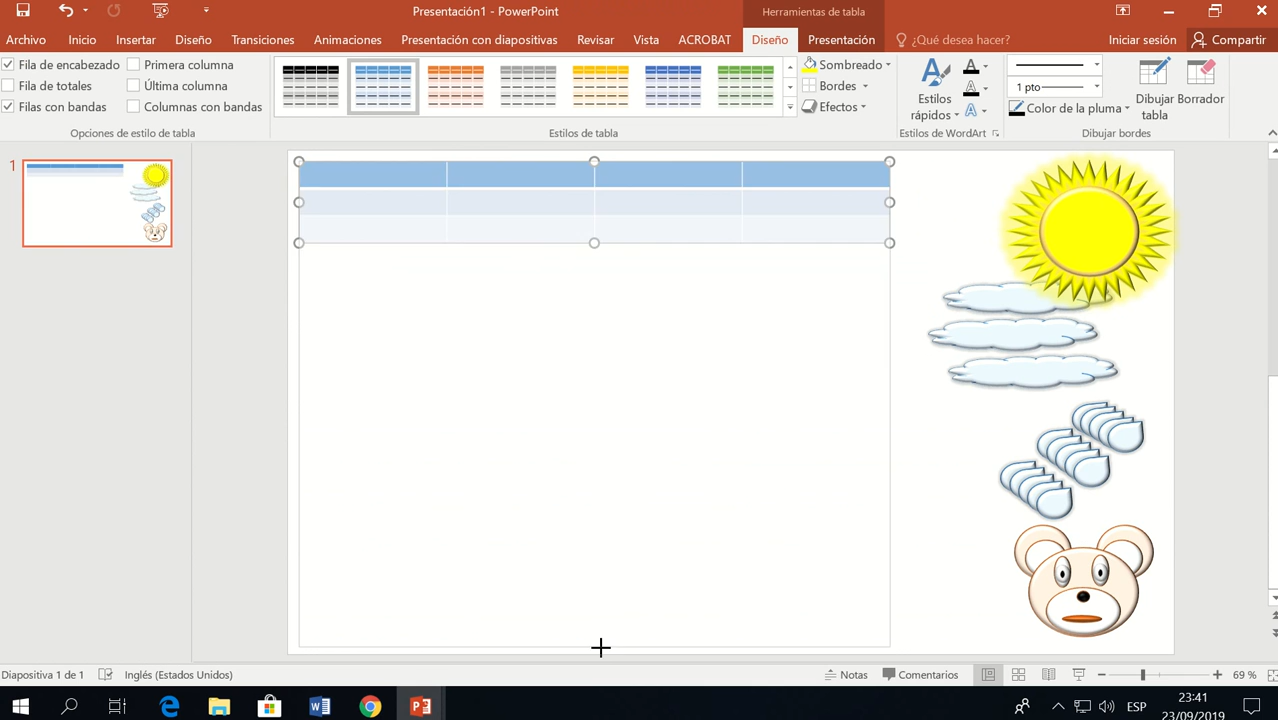 Presentación1 - PowerPoint
Herramientas de tabla
Archivo
Inicio
Insertar
Diseño
Transiciones
Animaciones
Presentación con diapositivas
Revisar
Vista
ACROBAT
Diseño
Presentación
¿Qué desea hacer?
Iniciar sesión
Compartir
Fila de encabezado
Primera columna
Fila de totales
Última columna
Filas con bandas
Columnas con bandas
Opciones de estilo de tabla
Estilos de tabla
Sombreado
Bordes
Efectos
Estilos
rápidos
A
A
A
Estilos de WordArt
1 pto
Color de la pluma
Dibujar
tabla
Borrador
Dibujar bordes
1
Diapositiva 1 de 1
Inglés (Estados Unidos)
Notas
Comentarios
69 %
ESP
23:41
23/09/2019